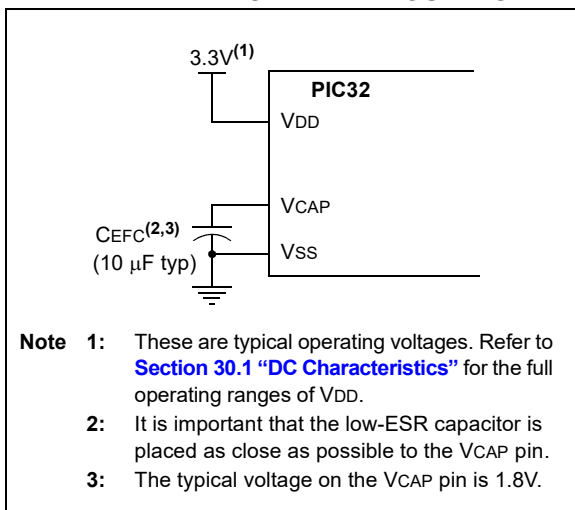 3.3V(1)
PIC32
VDD
VCAP
CEFC(2,3)
(10 μF typ)
VSS
Note 1: These are typical operating voltages. Refer to
Section 30.1 “DC Characteristics” for the full
operating ranges of VDD.
2: It is important that the low-ESR capacitor is
placed as close as possible to the VCAP pin.
3: The typical voltage on the VCAP pin is 1.8V.